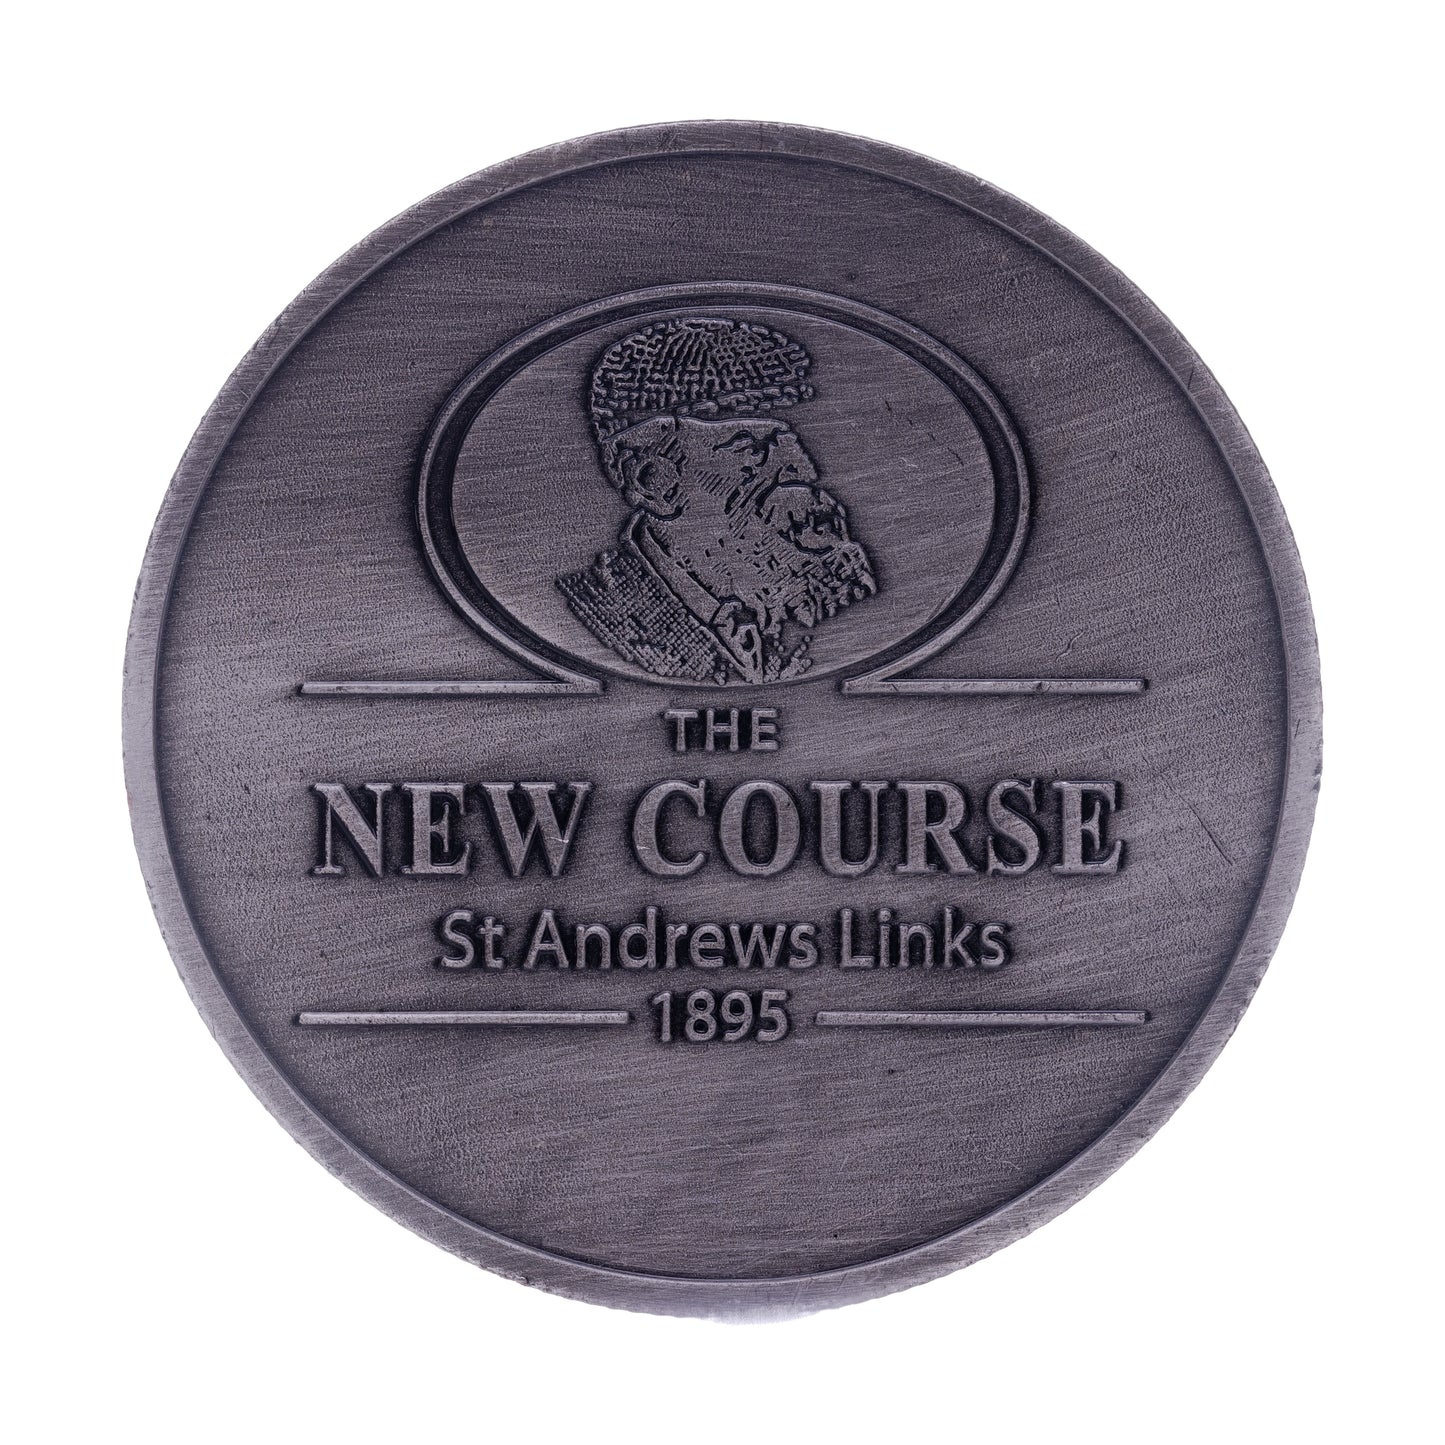 THE
NEW COURSE
St Andrews Links
1895